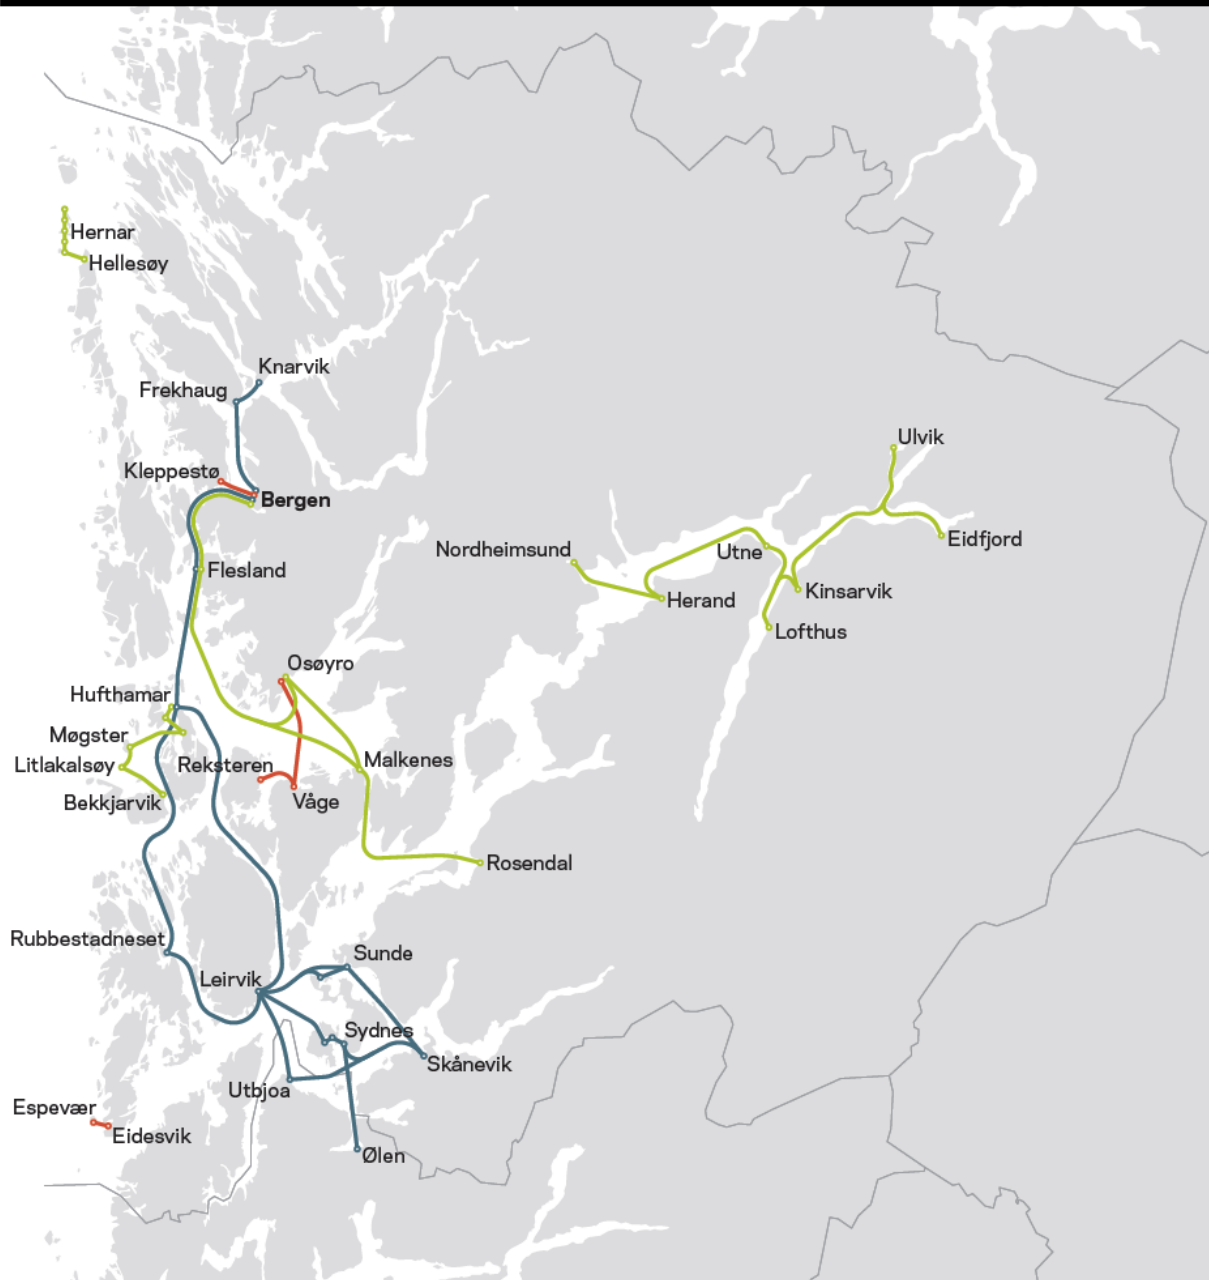 Hernar
Hellesøy
Knarvik
Frekhaug
Kleppestø
Bergen
Ulvik
Nordheimsund
Utne
Eidfjord
Flesland
Kinsarvik
Herand
Lofthus
Osøyro
Hufthamar
Møgster
Litlakalsøy
Reksteren
Malkenes
Bekkjarvik
Våge
Rosendal
Rubbestadneset
Sunde
Leirvik
Sydnes
Skånevik
Utbjoa
Espevær
Eidesvik
Ølen